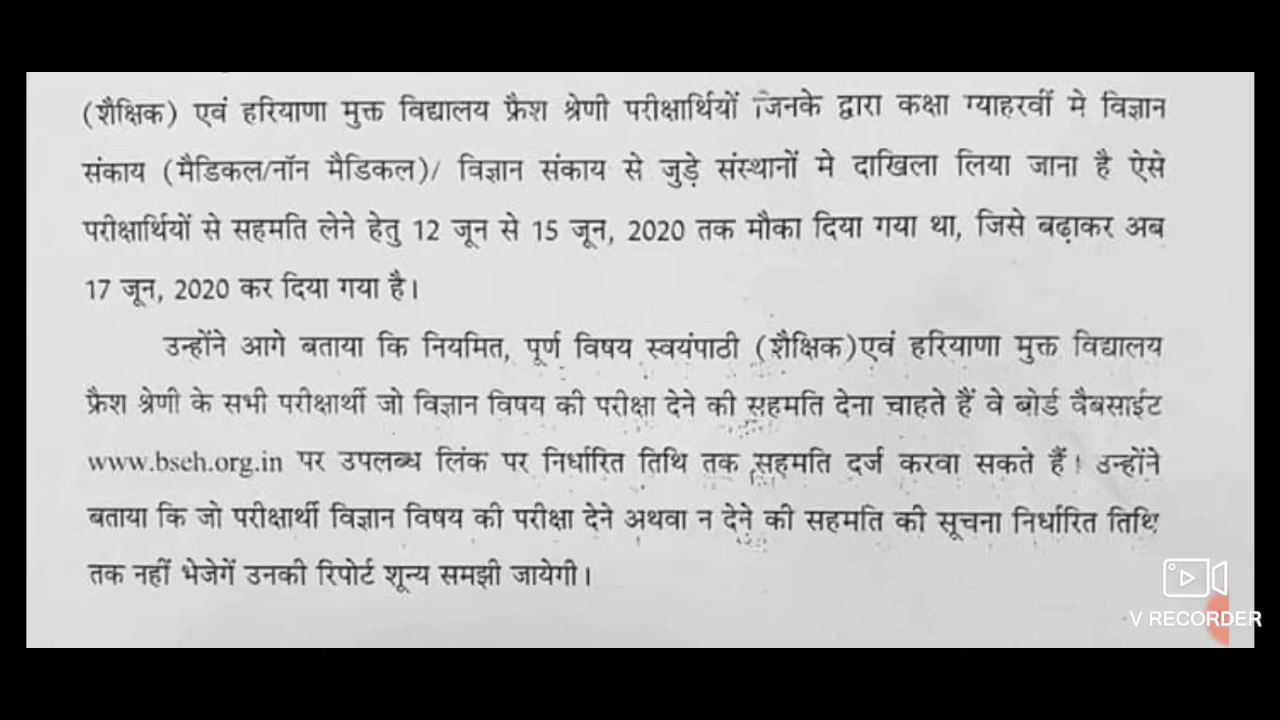 (शैक्षिक) एवं हरियाणा मुक्त विद्यालय फ्रैश श्रेणी परीक्षार्थियों जिनके द्वारा कक्षा ग्याहरवीं मे विज्ञान
संकाय (मैडिकल/नॉन मैडिकल)/ विज्ञान संकाय से जुड़े संस्थानों मे दाखिला लिया जाना है ऐसे
परीक्षार्थियों से सहमति लेने हेतु 12 जून से 15 जून, 2020 तक मौका दिया गया था, जिसे बढ़ाकर अब
17 जून, 2020 कर दिया गया है।
उन्होंने आगे बताया कि नियमित, पूर्ण विषय स्वयंपाठी (शैक्षिक)एवं हरियाणा मुक्त विद्यालय
फ्रैश श्रेणी के सभी परीक्षार्थी जो विज्ञान विषय की परीक्षा देने की सहमति देना चाहते हैं वे बोर्ड वैबसाईट
www.bseh.org.in पर उपलब्ध लिंक पर निर्धारित तिथि तक सहमति दर्ज करवा सकते हैं। उन्होंने
बताया कि जो परीक्षार्थी विज्ञान विषय की परीक्षा देने अथवा न देने की सहमति की सूचना निर्धारित तिथि
तक नहीं भेजेगें उनकी रिपोर्ट शून्य समझी जायेगी।
V RECORDER